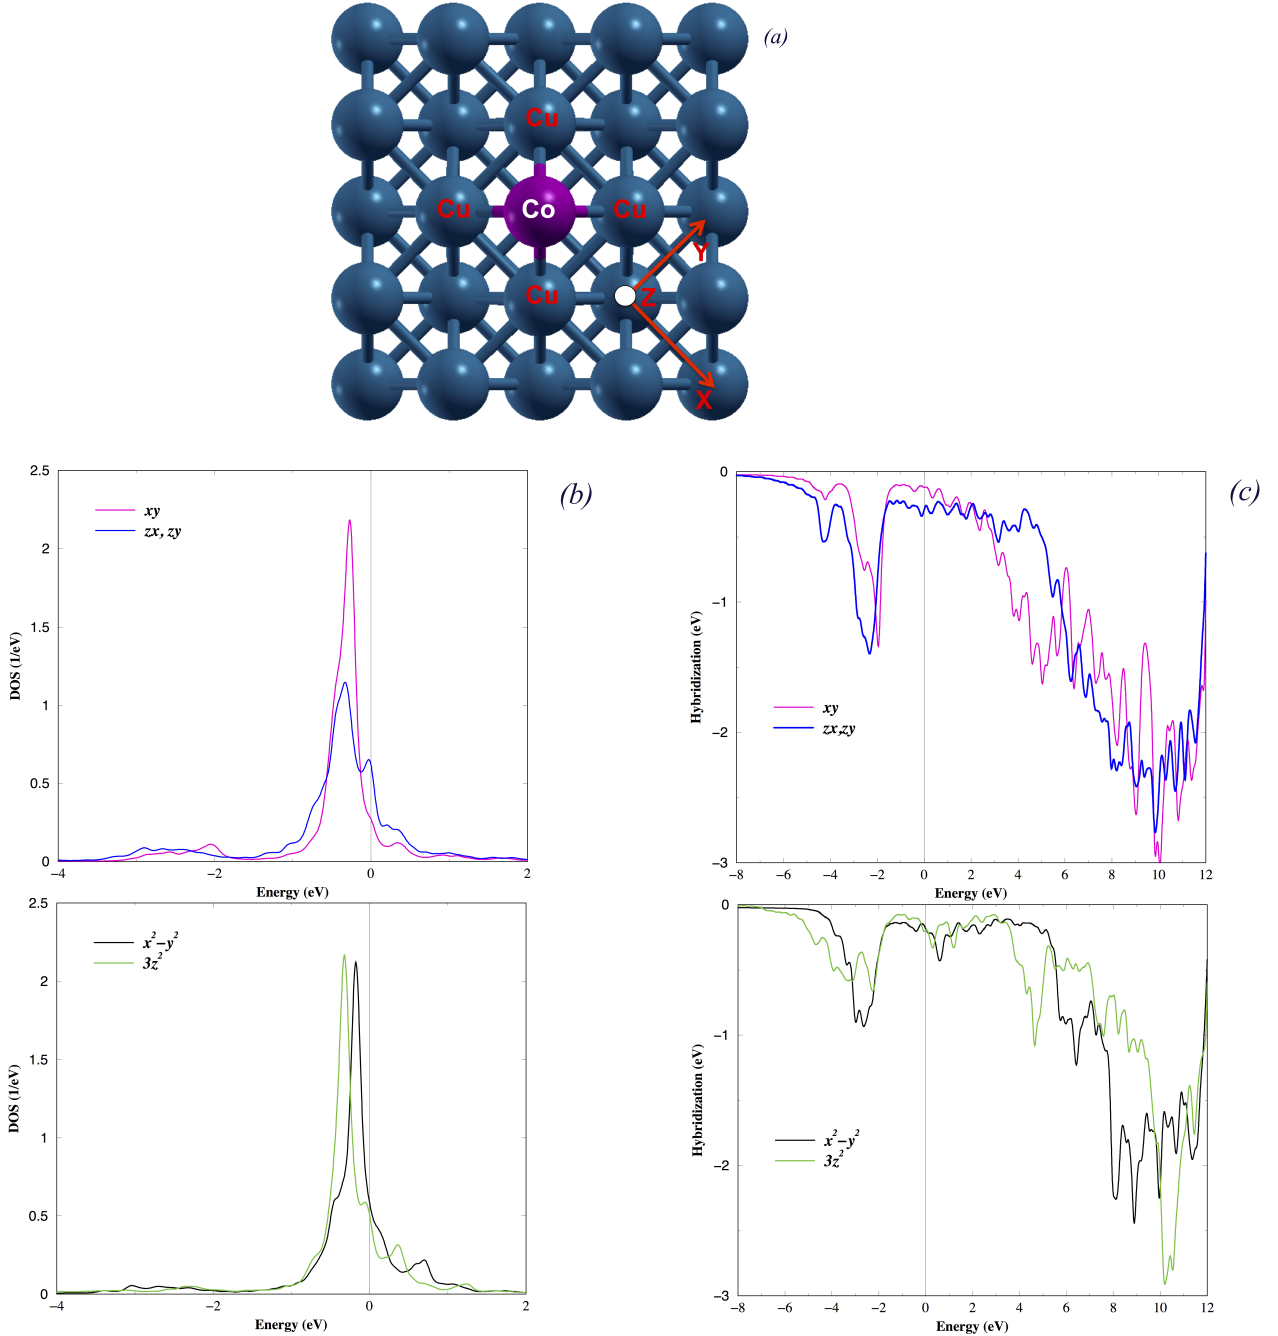 (a)
Cu
Cu Co Cu
Y
Cu Z
X
2.5
(b)
xy
zx, zy
2
1.5
DOS (1/eV)
1
0.5
0
−4 −2 0 2
Energy (eV)
0
(c)
−1
Hybridization (eV)
xy
zx,zy
−2
−3
−8 −6 −4 −2 0 2 4 6 8 10 12
Energy (eV)
2.5
x²−y²
3z²
2
1.5
DOS (1/eV)
1
0.5
0
−4 −2 0 2
Energy (eV)
0
−1
Hybridization (eV)
x²−y²
3z²
−2
−3
−8 −6 −4 −2 0 2 4 6 8 10 12
Energy (eV)